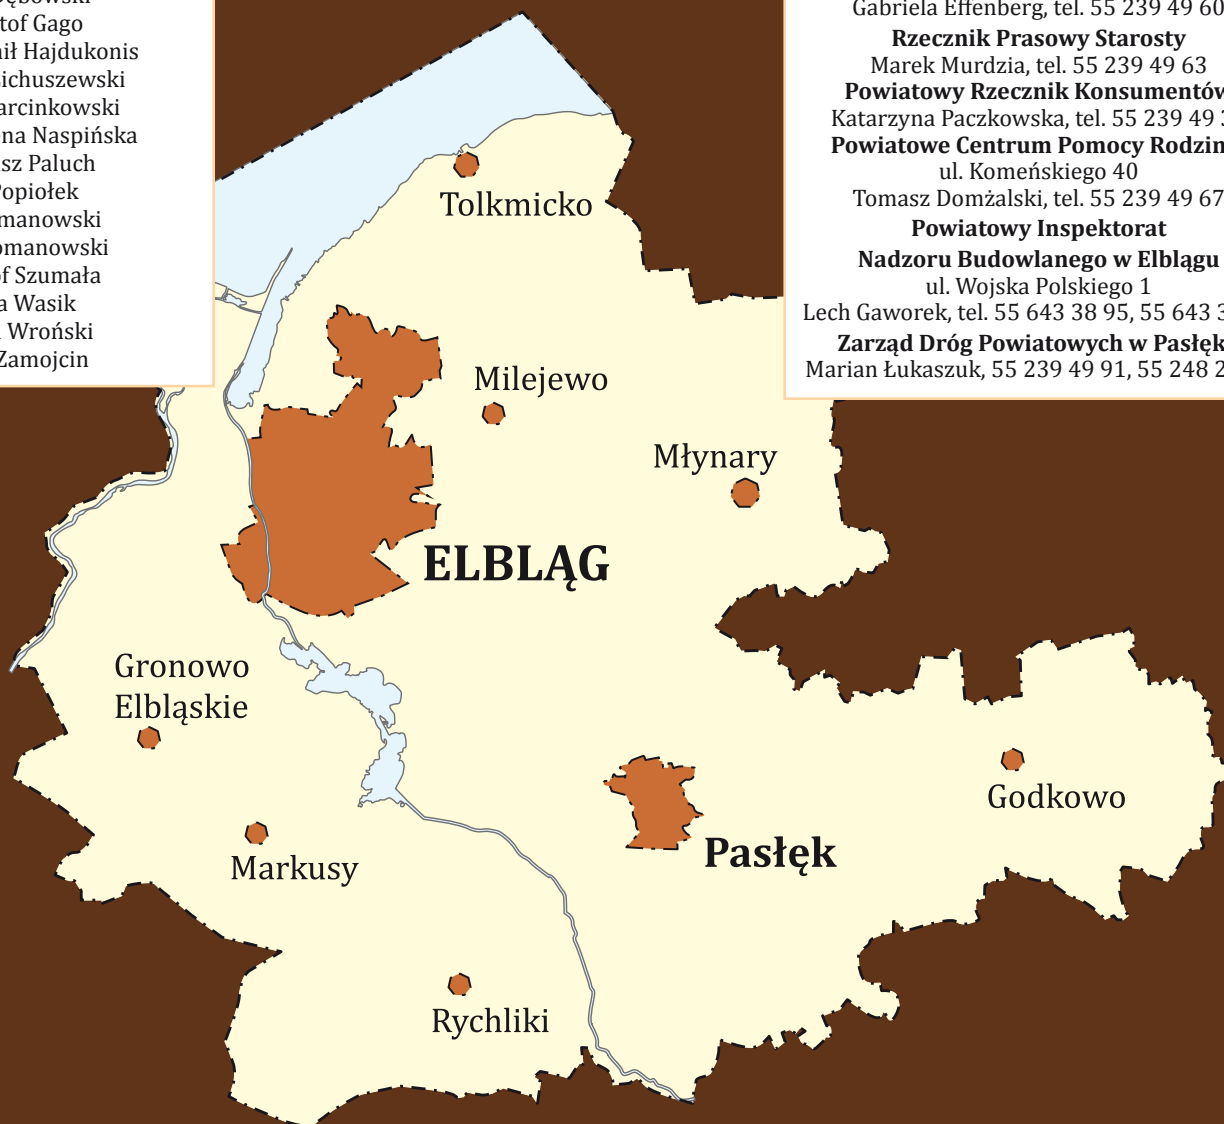 tof Gago
ił Hajdukonis
ichuszewski
arcinkowski
ena Naspińska
sz Paluch
Popiołek
manowski
omanowski
of Szumała
a Wasik
Wroński
Zamojcin
Gabriela Effenberg, tel. 55 239 49 60
Rzecznik Prasowy Starosty
Marek Murdzia, tel. 55 239 49 63
Powiatowy Rzecznik Konsumentów
Katarzyna Paczkowska, tel. 55 239 49
Powiatowe Centrum Pomocy Rodzin
ul. Komeńskiego 40
Tomasz Domżalski, tel. 55 239 49 67
Powiatowy Inspektorat
Nadzoru Budowlanego w Elblągu
ul. Wojska Polskiego 1
Lech Gaworek, tel. 55 643 38 95, 55 643
Zarząd Dróg Powiatowych w Pasłęk
Marian Łukaszuk, 55 239 49 91, 55 248 2
Tolkmicko
Milejewo
Młynary
ELBLĄG
Gronowo
Elbląskie
Godkowo
Pasłęk
Markusy
Rychliki